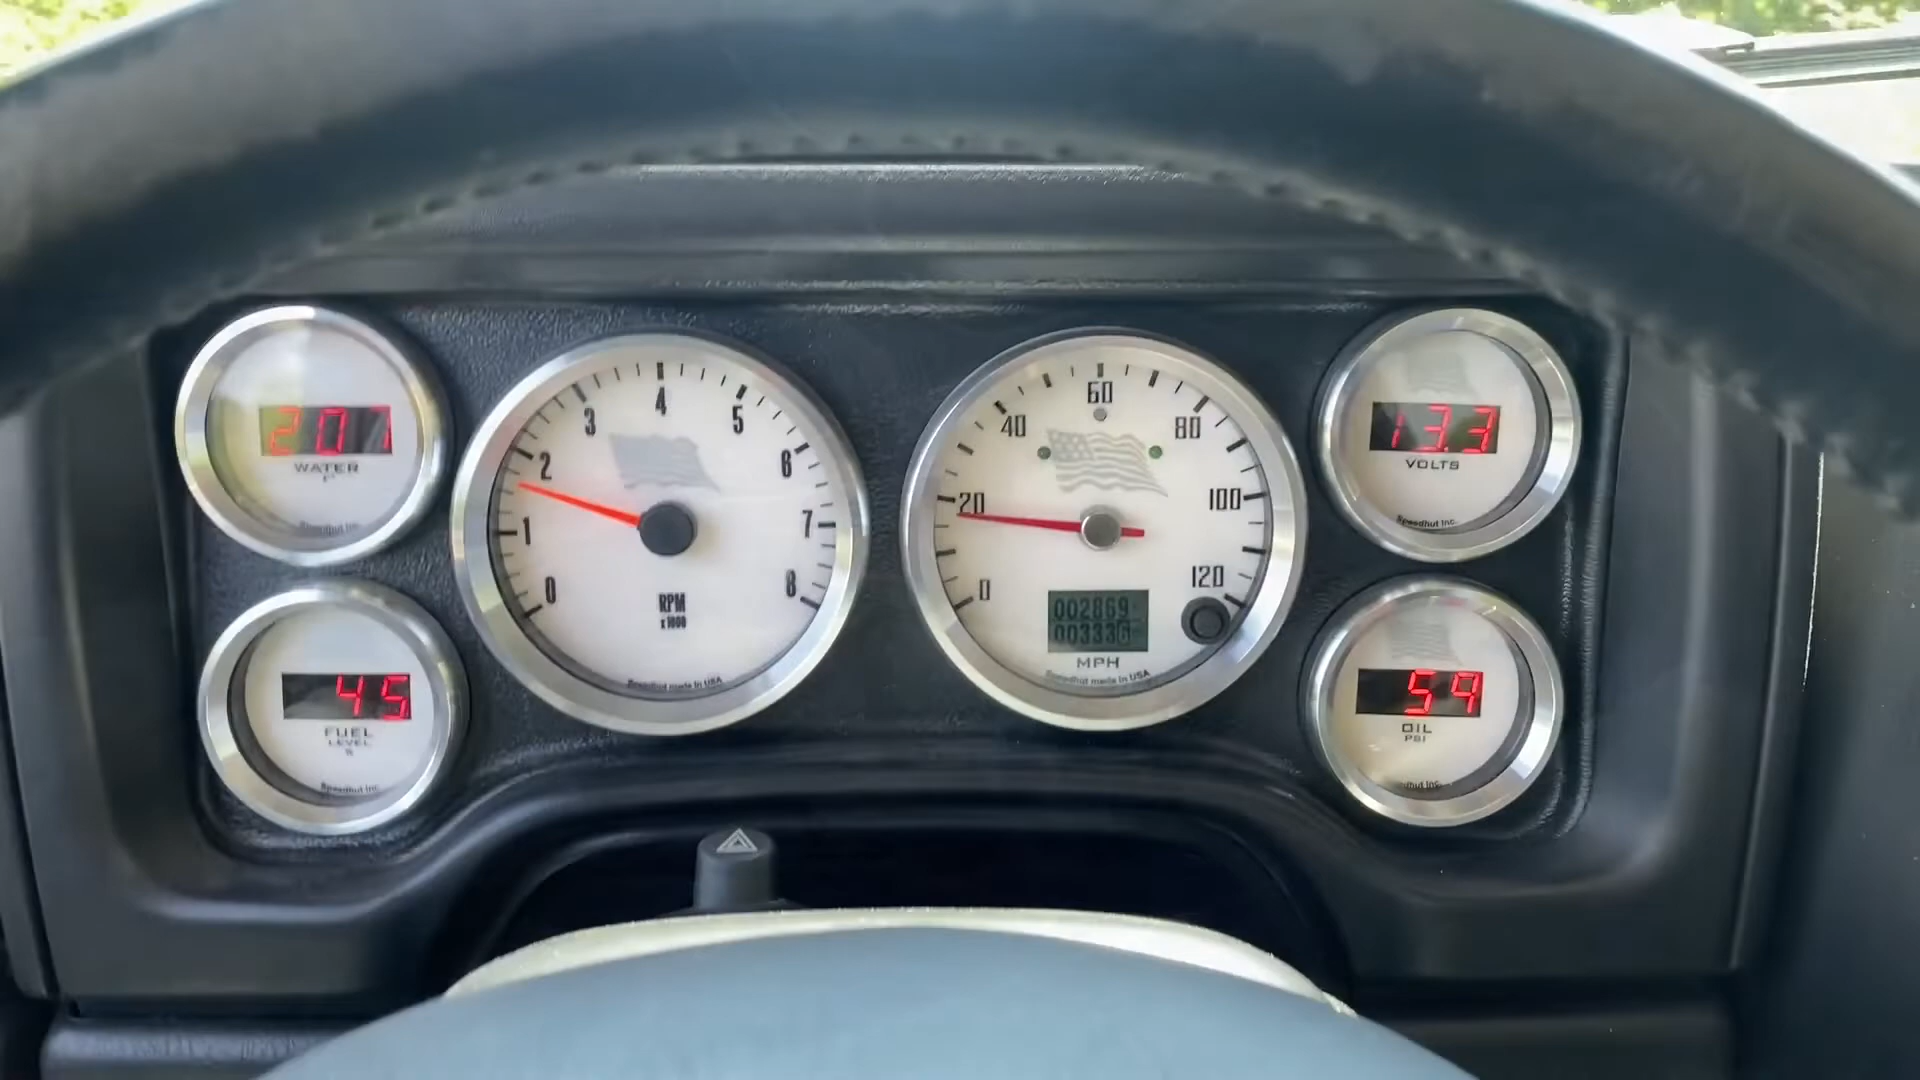 207
WATER
F°
Speedhut Inc.
45
FUEL
LEVEL
%
Speedhut Inc.
0
1
2
3
4
5
6
7
8
RPM
x1000
Speedhut made in USA
0
20
40
60
80
100
120
002869
MPH
Speedhut made in USA
13.3
VOLTS
Speedhut Inc.
59
OIL
PSI